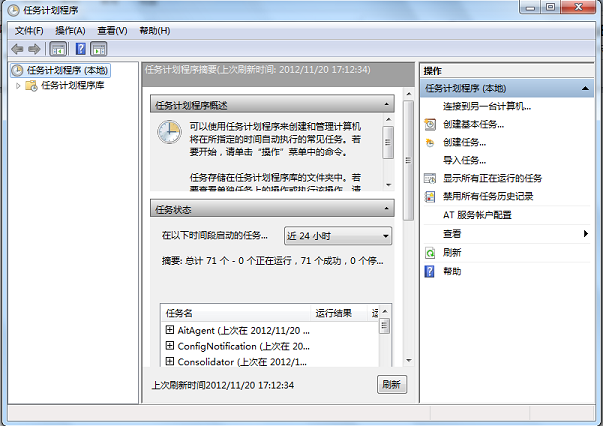 任务计划程序
文件(F) 操作(A) 查看(V) 帮助(H)
任务计划程序 (本地)
任务计划程序库
任务计划程序摘要(上次刷新时间: 2012/11/20 17:12:34)
任务计划程序概述
可以使用任务计划程序来创建和管理计算机
将在所指定的时间自动执行的常见任务。若
要开始，请单击“操作”菜单中的命令。
任务存储在任务计划程序库的文件夹中。若
要查看单独任务上的操作或执行该操作，请
任务状态
在以下时间段启动的任务...
近 24 小时
摘要: 总计 71 个 - 0 个正在运行，71 个成功，0 个停...
任务名 运行结果
AitAgent (上次在 2012/11/20 ...
ConfigNotification (上次在 20...
Consolidator (上次在 2012/1...
上次刷新时间2012/11/20 17:12:34
刷新
操作
任务计划程序 (本地)
连接到另一台计算机...
创建基本任务...
创建任务...
导入任务...
显示所有正在运行的任务
禁用所有任务历史记录
AT 服务帐户配置
查看
刷新
帮助